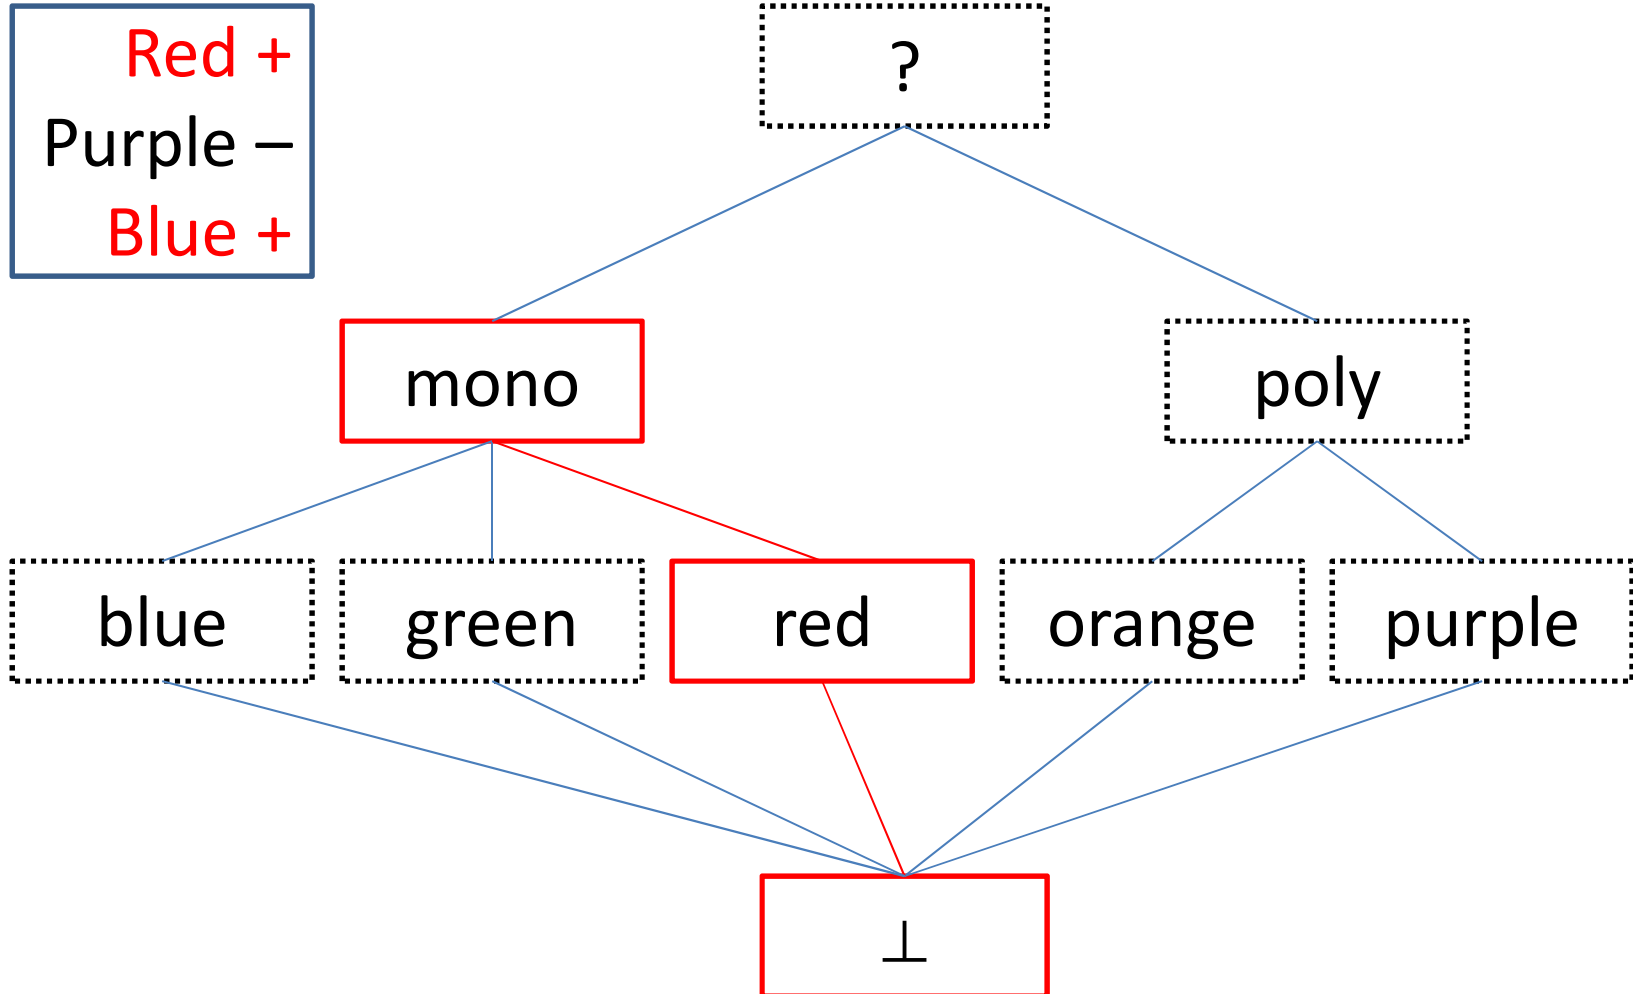 Red +
Purple –
Blue +
?
mono
poly
blue
green
red
orange
purple
⊥